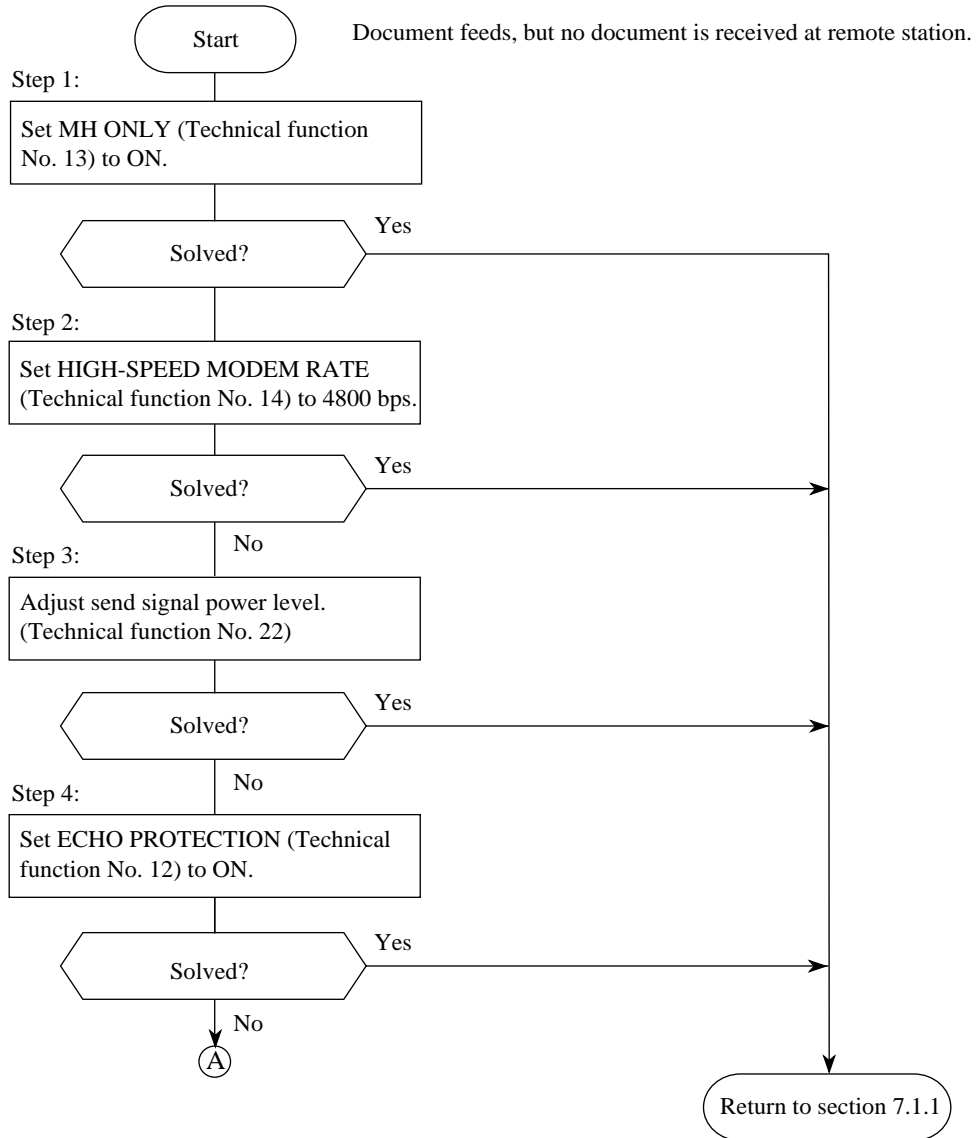 Start
Document feeds, but no document is received at remote station.
Step 1:
Set MH ONLY (Technical function
No. 13) to ON.
Yes
Solved?
Step 2:
Set HIGH-SPEED MODEM RATE
(Technical function No. 14) to 4800 bps.
Yes
Solved?
No
Step 3:
Adjust send signal power level.
(Technical function No. 22)
Yes
Solved?
No
Step 4:
Set ECHO PROTECTION (Technical
function No. 12) to ON.
Yes
Solved?
No
A
Return to section 7.1.1